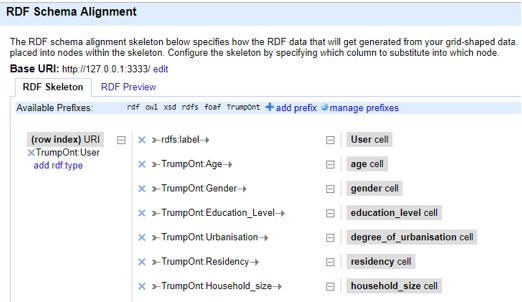 RDF Schema Alignment
The RDF schema alignment skeleton below specifies how the RDF data that will get generated from your grid-shaped data.
placed into nodes within the skeleton. Configure the skeleton by specifying which column to substitute into which node.
Base URI: http://127.0.0.1:3333/ edit
RDF Skeleton RDF Preview
Available Prefixes: rdf owl xsd rdfs foaf TrumpOnt add prefix manage prefixes
(row index) URI rdfs:label User cell
TrumpOnt:User TrumpOnt:Age age cell
add rdf:type
TrumpOnt:Gender gender cell
TrumpOnt:Education_Level education_level cell
TrumpOnt:Urbanisation degree_of_urbanisation cell
TrumpOnt:Residency residency cell
TrumpOnt:Household_size household_size cell